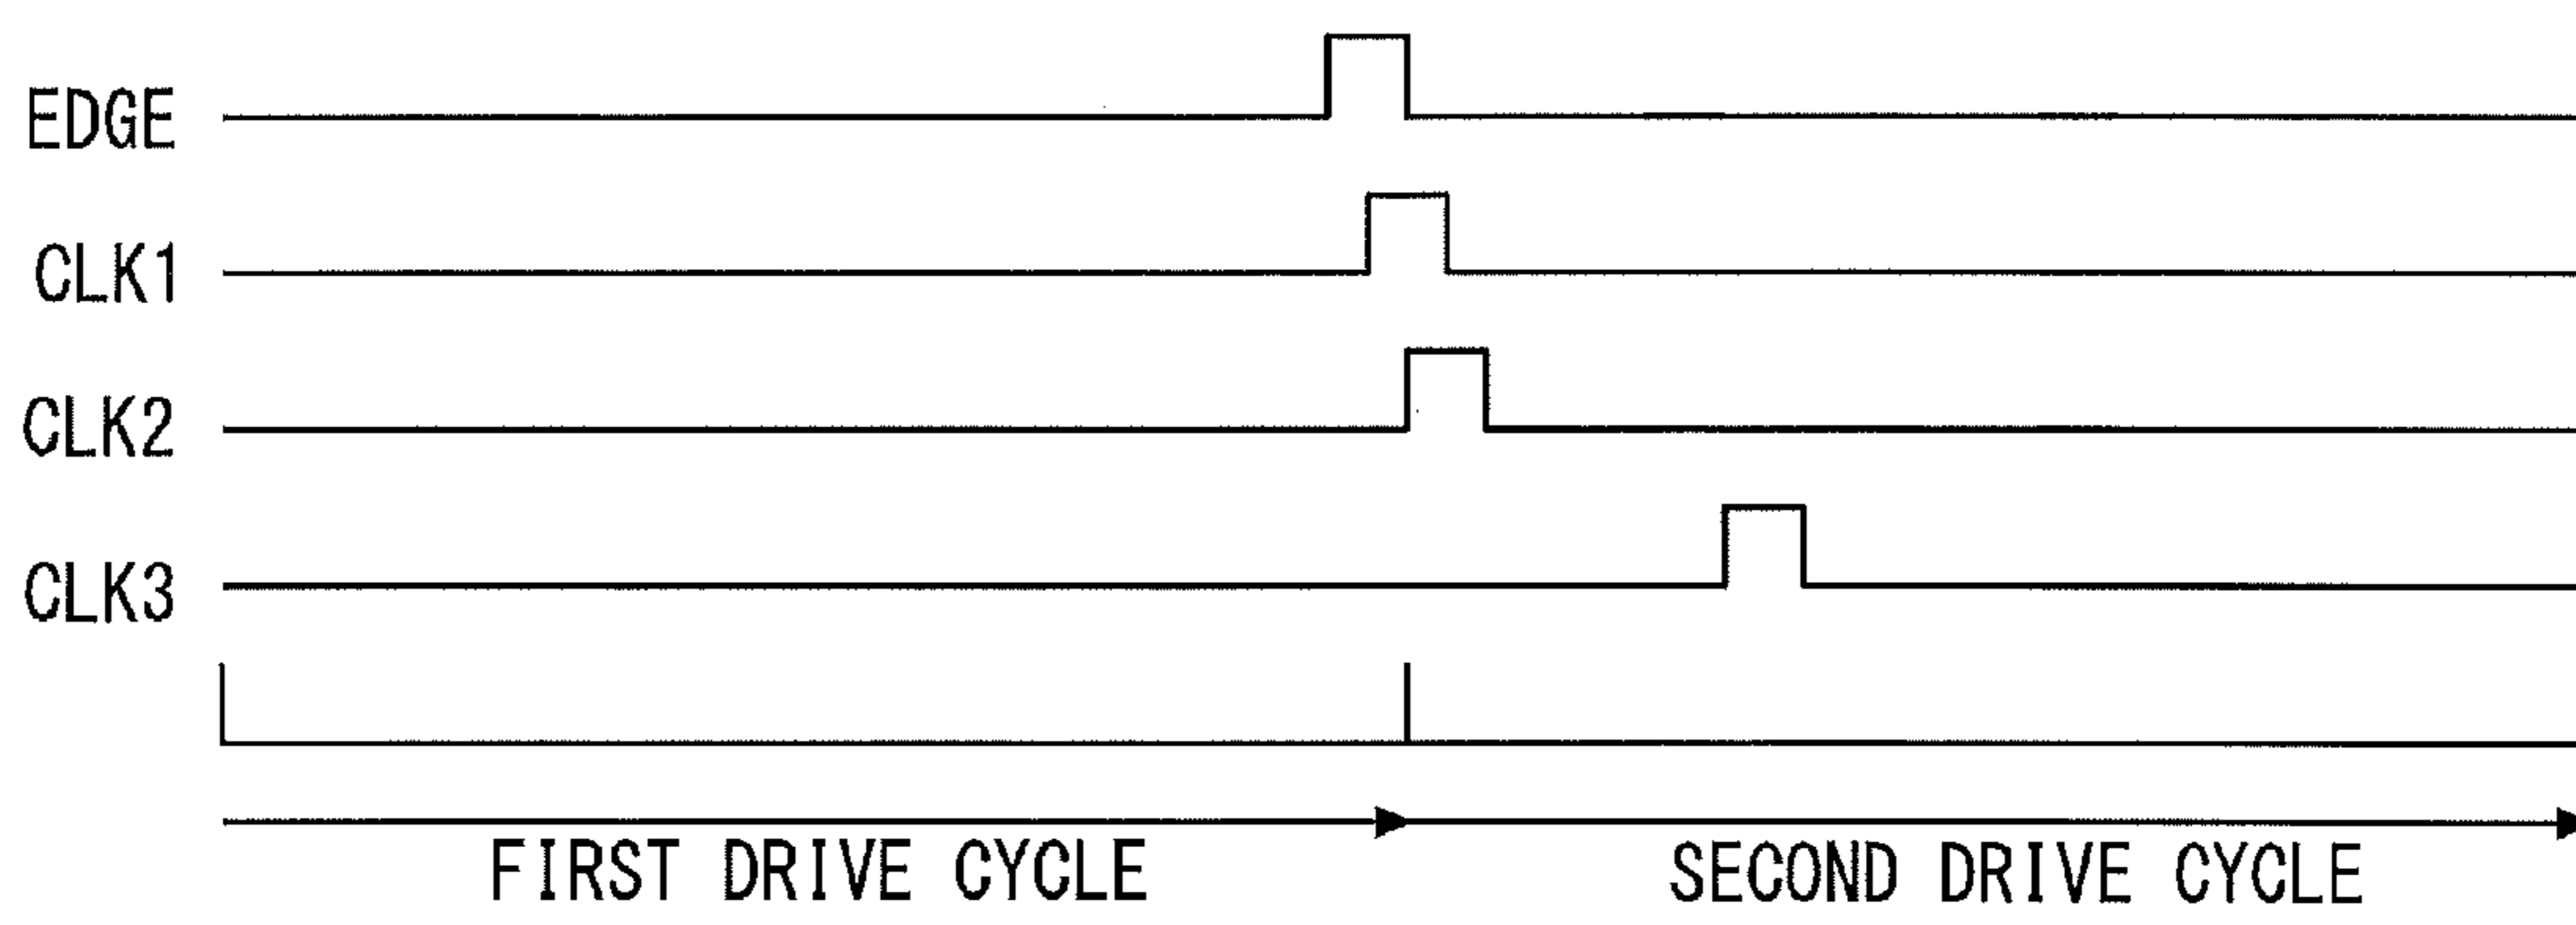 EDGE
CLK1
CLK2
CLK3
FIRST DRIVE CYCLE SECOND DRIVE CYCLE